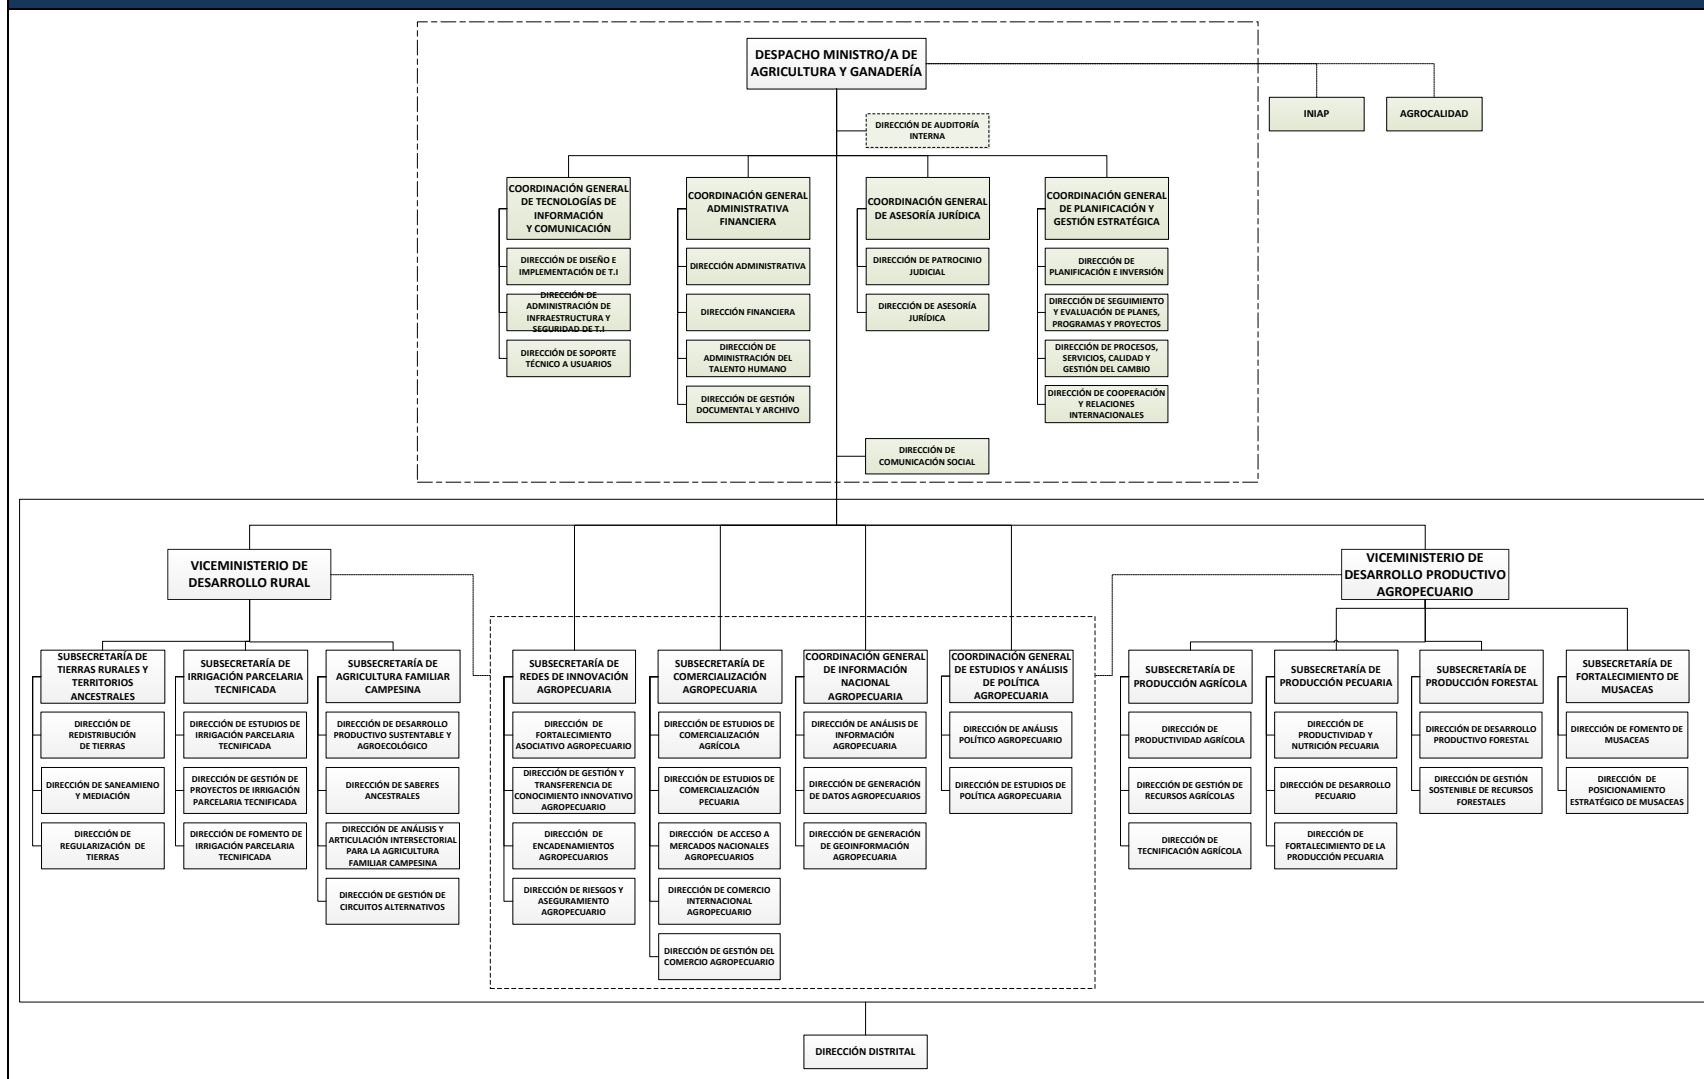 DESPACHO MINISTRO/A DE
AGRICULTURA Y GANADERÍA
INIAP
AGROCALIDAD
DIRECCIÓN DE AUDITORÍA
INTERNA
COORDINACIÓN GENERAL
DE TECNOLOGÍAS DE
INFORMACIÓN
Y COMUNICACIÓN
DIRECCIÓN DE DISEÑO E
IMPLEMENTACIÓN DE T.I
DIRECCIÓN DE
ADMINISTRACIÓN DE
INFRAESTRUCTURA Y
SEGURIDAD DE T.I
DIRECCIÓN DE SOPORTE
TÉCNICO A USUARIOS
COORDINACIÓN GENERAL
ADMINISTRATIVA
FINANCIERA
DIRECCIÓN ADMINISTRATIVA
DIRECCIÓN FINANCIERA
DIRECCIÓN DE
ADMINISTRACIÓN DEL
TALENTO HUMANO
DIRECCIÓN DE GESTIÓN
DOCUMENTAL Y ARCHIVO
COORDINACIÓN GENERAL
DE ASESORÍA JURÍDICA
DIRECCIÓN DE PATROCINIO
JUDICIAL
DIRECCIÓN DE ASESORÍA
JURÍDICA
COORDINACIÓN GENERAL
DE PLANIFICACIÓN Y
GESTIÓN ESTRATÉGICA
DIRECCIÓN DE
PLANIFICACIÓN E INVERSIÓN
DIRECCIÓN DE SEGUIMIENTO
Y EVALUACIÓN DE PLANES,
PROGRAMAS Y PROYECTOS
DIRECCIÓN DE PROCESOS,
SERVICIOS, CALIDAD Y
GESTIÓN DEL CAMBIO
DIRECCIÓN DE COOPERACIÓN
Y RELACIONES
INTERNACIONALES
DIRECCIÓN DE
COMUNICACIÓN SOCIAL
VICEMINISTERIO DE
DESARROLLO RURAL
VICEMINISTERIO DE
DESARROLLO PRODUCTIVO
AGROPECUARIO
SUBSECRETARÍA DE
TIERRAS RURALES Y
TERRITORIOS
ANCESTRALES
DIRECCIÓN DE
REDISTRIBUCIÓN
DE TIERRAS
DIRECCIÓN DE SANEAMIENO
Y MEDIACIÓN
DIRECCIÓN DE
REGULARIZACIÓN DE
TIERRAS
SUBSECRETARÍA DE
IRRIGACIÓN PARCELARIA
TECNIFICADA
DIRECCIÓN DE ESTUDIOS DE
IRRIGACIÓN PARCELARIA
TECNIFICADA
DIRECCIÓN DE GESTIÓN DE
PROYECTOS DE IRRIGACIÓN
PARCELARIA TECNIFICADA
DIRECCIÓN DE FOMENTO DE
IRRIGACIÓN PARCELARIA
TECNIFICADA
SUBSECRETARÍA DE
AGRICULTURA FAMILIAR
CAMPESINA
DIRECCIÓN DE DESARROLLO
PRODUCTIVO SUSTENTABLE Y
AGROECOLÓGICO
DIRECCIÓN DE SABERES
ANCESTRALES
DIRECCIÓN DE ANÁLISIS Y
ARTICULACIÓN INTERSECTORIAL
PARA LA AGRICULTURA
FAMILIAR CAMPESINA
DIRECCIÓN DE GESTIÓN DE
CIRCUITOS ALTERNATIVOS
SUBSECRETARÍA DE
REDES DE INNOVACIÓN
AGROPECUARIA
DIRECCIÓN DE
FORTALECIMIENTO
ASOCIATIVO AGROPECUARIO
DIRECCIÓN DE GESTIÓN Y
TRANSFERENCIA DE
CONOCIMIENTO INNOVATIVO
AGROPECUARIO
DIRECCIÓN DE
ENCADENAMIENTOS
AGROPECUARIOS
DIRECCIÓN DE RIESGOS Y
ASEGURAMIENTO
AGROPECUARIO
SUBSECRETARÍA DE
COMERCIALIZACIÓN
AGROPECUARIA
DIRECCIÓN DE ESTUDIOS DE
COMERCIALIZACIÓN
AGRÍCOLA
DIRECCIÓN DE ESTUDIOS DE
COMERCIALIZACIÓN
PECUARIA
DIRECCIÓN DE ACCESO A
MERCADOS NACIONALES
AGROPECUARIOS
DIRECCIÓN DE COMERCIO
INTERNACIONAL
AGROPECUARIO
DIRECCIÓN DE GESTIÓN DEL
COMERCIO AGROPECUARIO
COORDINACIÓN GENERAL
DE INFORMACIÓN
NACIONAL
AGROPECUARIA
DIRECCIÓN DE ANÁLISIS DE
INFORMACIÓN
AGROPECUARIA
DIRECCIÓN DE GENERACIÓN
DE DATOS AGROPECUARIOS
DIRECCIÓN DE GENERACIÓN
DE GEOINFORMACIÓN
AGROPECUARIA
COORDINACIÓN GENERAL
DE ESTUDIOS Y ANÁLISIS
DE POLÍTICA
AGROPECUARIA
DIRECCIÓN DE ANÁLISIS
POLÍTICO AGROPECUARIO
DIRECCIÓN DE ESTUDIOS DE
POLÍTICA AGROPECUARIA
SUBSECRETARÍA DE
PRODUCCIÓN AGRÍCOLA
DIRECCIÓN DE
PRODUCTIVIDAD AGRÍCOLA
DIRECCIÓN DE GESTIÓN DE
RECURSOS AGRÍCOLAS
DIRECCIÓN DE
TECNIFICACIÓN AGRÍCOLA
SUBSECRETARÍA DE
PRODUCCIÓN PECUARIA
DIRECCIÓN DE
PRODUCTIVIDAD Y
NUTRICIÓN PECUARIA
DIRECCIÓN DE DESARROLLO
PECUARIO
DIRECCIÓN DE
FORTALECIMIENTO DE LA
PRODUCCIÓN PECUARIA
SUBSECRETARÍA DE
PRODUCCIÓN FORESTAL
DIRECCIÓN DE DESARROLLO
PRODUCTIVO FORESTAL
DIRECCIÓN DE GESTIÓN
SOSTENIBLE DE RECURSOS
FORESTALES
SUBSECRETARÍA DE
FORTALECIMIENTO DE
MUSACEAS
DIRECCIÓN DE FOMENTO DE
MUSACEAS
DIRECCIÓN DE
POSICIONAMIENTO
ESTRATÉGICO DE MUSACEAS
DIRECCIÓN DISTRITAL